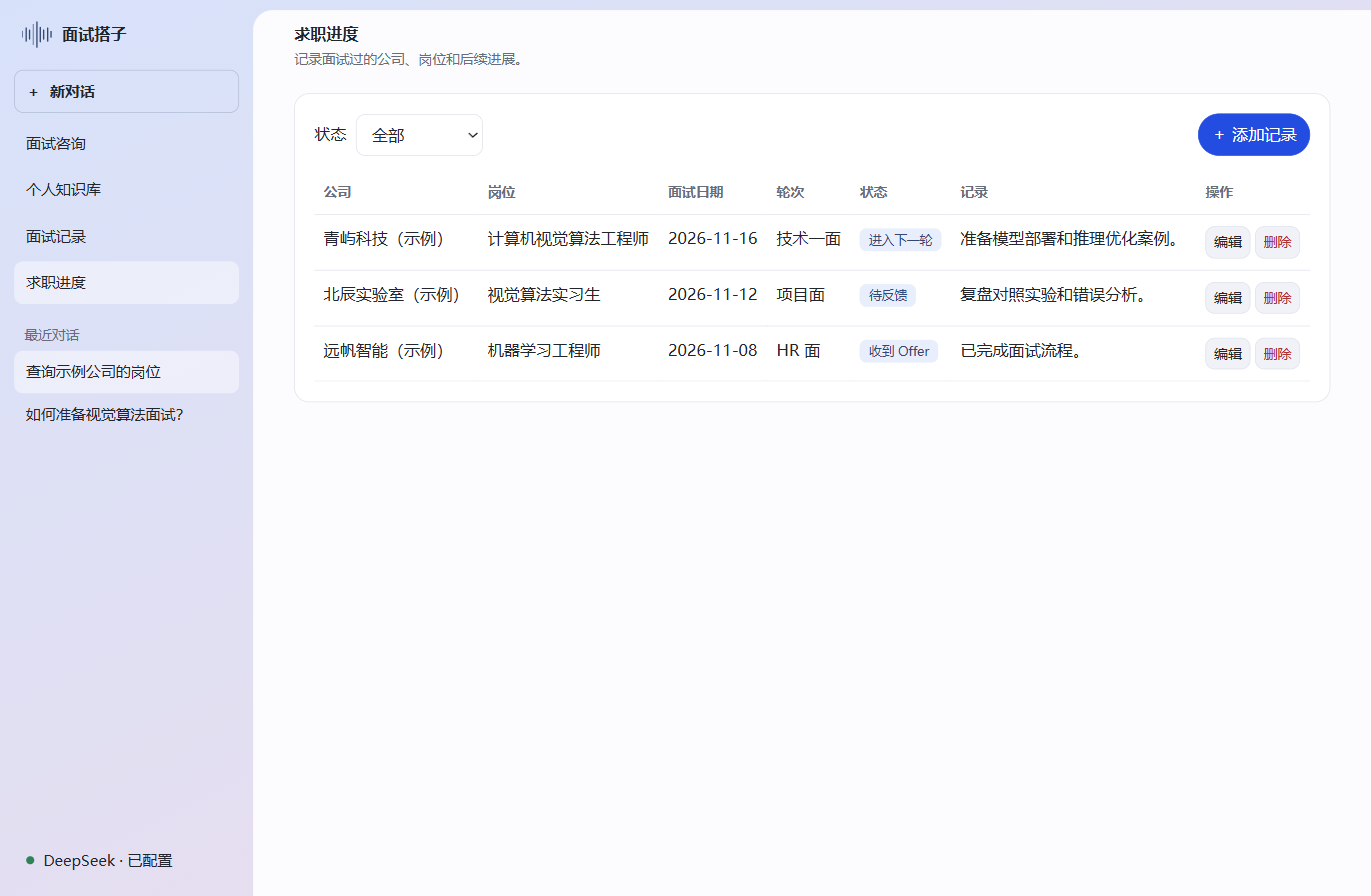 面试搭子
+ 新对话
面试咨询
个人知识库
面试记录
求职进度
最近对话
查询示例公司的岗位
如何准备视觉算法面试?
DeepSeek · 已配置
求职进度
记录面试过的公司、岗位和后续进展。
状态 全部 + 添加记录
公司 岗位 面试日期 轮次 状态 记录 操作
青屿科技（示例） 计算机视觉算法工程师 2026-11-16 技术一面 进入下一轮 准备模型部署和推理优化案例。 编辑 删除
北辰实验室（示例） 视觉算法实习生 2026-11-12 项目面 待反馈 复盘对照实验和错误分析。 编辑 删除
远帆智能（示例） 机器学习工程师 2026-11-08 HR 面 收到 Offer 已完成面试流程。 编辑 删除